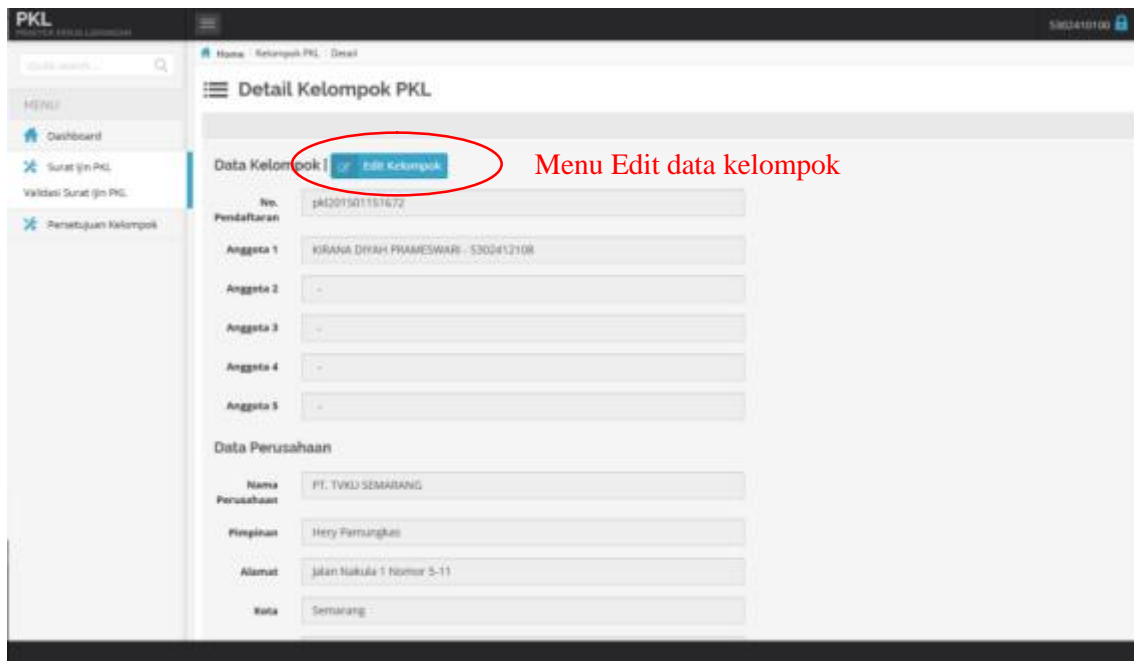 PKL
PRAKTEK KERJA LAPANGAN
5302410100
Home Kelompok PKL Detail
Detail Kelompok PKL
MENU
Dashboard
Surat Ijin PKL
Validasi Surat Ijin PKL
Persetujuan Kelompok
Data Kelompok | Edit Kelompok
Menu Edit data kelompok
No. Pendaftaran pkl201501151672
Anggota 1 KIRANA DIYAH PRAMESWARI - 5302412108
Anggota 2 -
Anggota 3 -
Anggota 4 -
Anggota 5 -
Data Perusahaan
Nama Perusahaan PT. TVKU SEMARANG
Pimpinan Hery Pamungkas
Alamat Jalan Nakula 1 Nomor 5-11
Kota Semarang